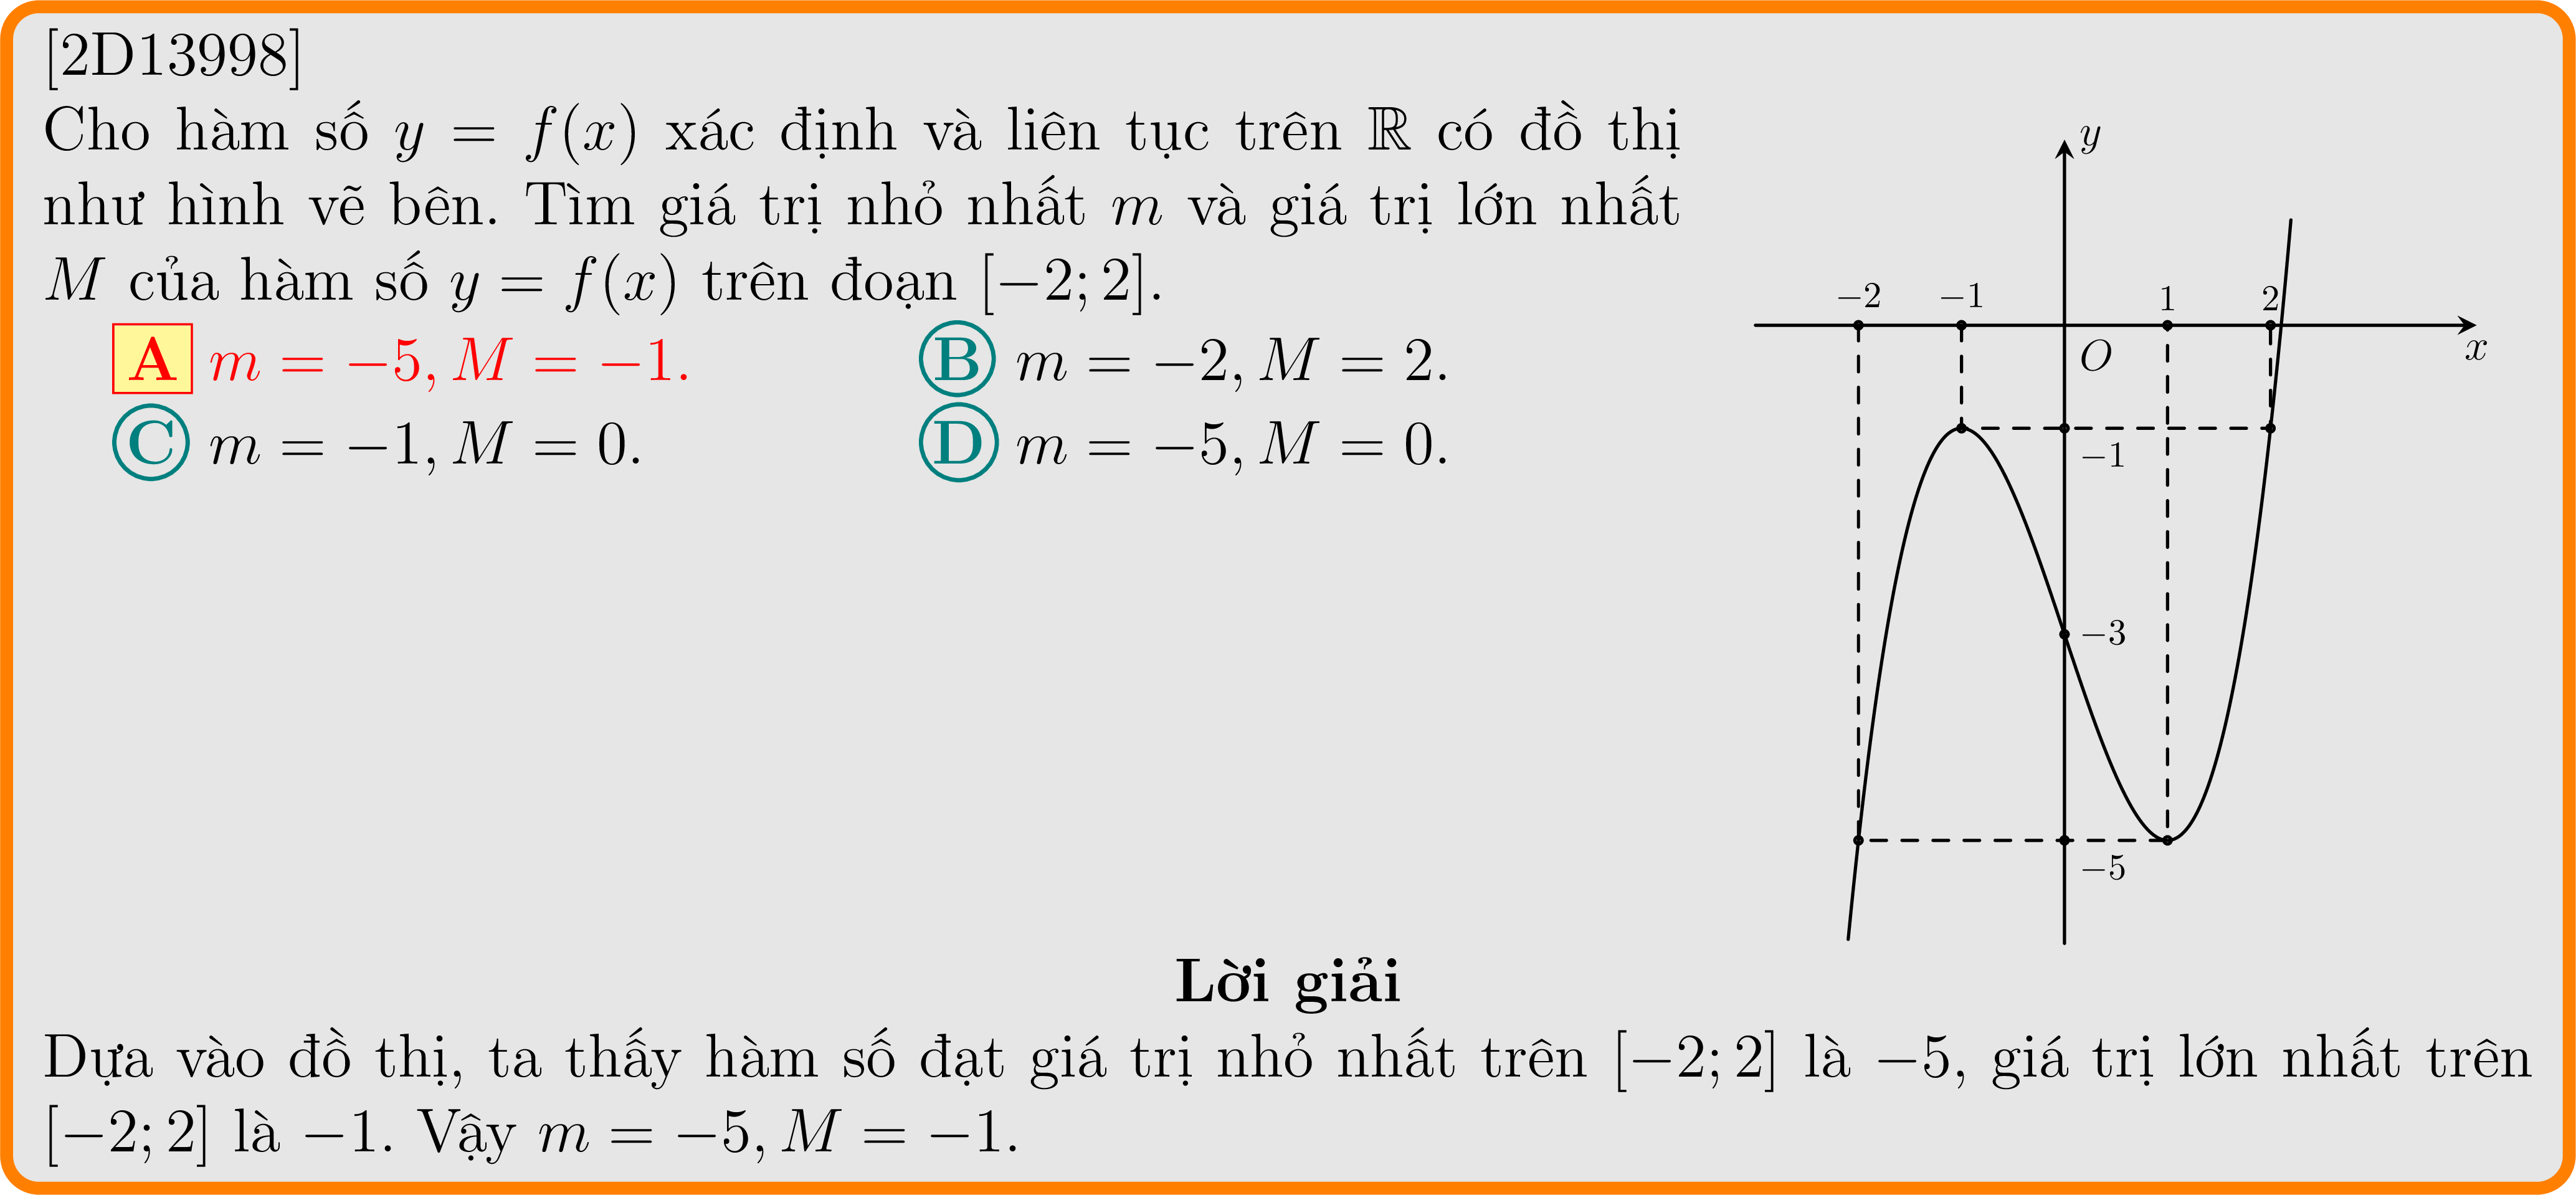 [2D13998]
Cho hàm số y = f(x) xác định và liên tục trên ℝ có đồ thị
như hình vẽ bên. Tìm giá trị nhỏ nhất m và giá trị lớn nhất
M của hàm số y = f(x) trên đoạn [−2; 2].
A m = −5, M = −1. B m = −2, M = 2.
C m = −1, M = 0. D m = −5, M = 0.
y
−2 −1 1 2
O x
−1
−3
−5
Lời giải
Dựa vào đồ thị, ta thấy hàm số đạt giá trị nhỏ nhất trên [−2; 2] là −5, giá trị lớn nhất trên
[−2; 2] là −1. Vậy m = −5, M = −1.